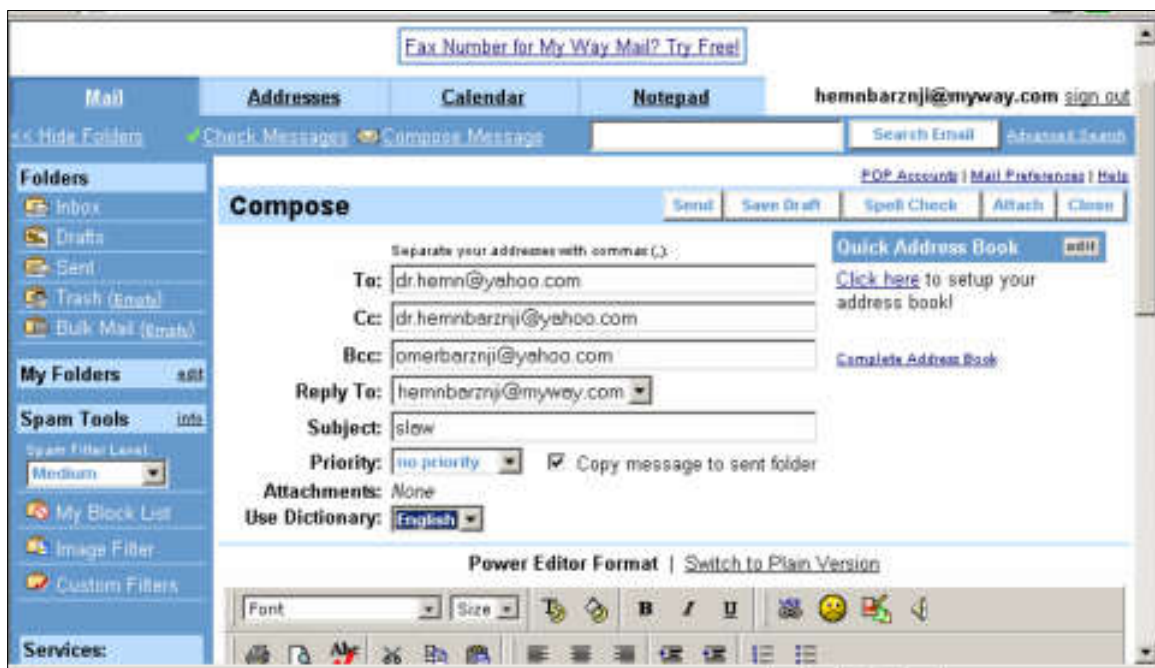 Fax Number for My Way Mail? Try Free!
Mail Addresses Calendar Notepad hemnbarznji@myway.com sign out
<< Hide Folders Check Messages Compose Message Search Email Advanced Search
POP Accounts | Mail Preferences | Help
Folders
Inbox
Drafts
Sent
Trash (Empty)
Bulk Mail (Empty)
My Folders edit
Spam Tools info
Spam Filter Level
Medium
My Block List
Image Filter
Custom Filters
Services:
Compose Send Save Draft Spell Check Attach Close
Separate your addresses with commas (,).
To: dr.hemn@yahoo.com
Cc: dr.hemnbarznji@yahoo.com
Bcc: omerbarznji@yahoo.com
Reply To: hemnbarznji@myway.com
Subject: slaw
Priority: no priority Copy message to sent folder
Attachments: None
Use Dictionary: English
Quick Address Book edit
Click here to setup your
address book!
Complete Address Book
Power Editor Format | Switch to Plain Version
Font Size B I U
Abc